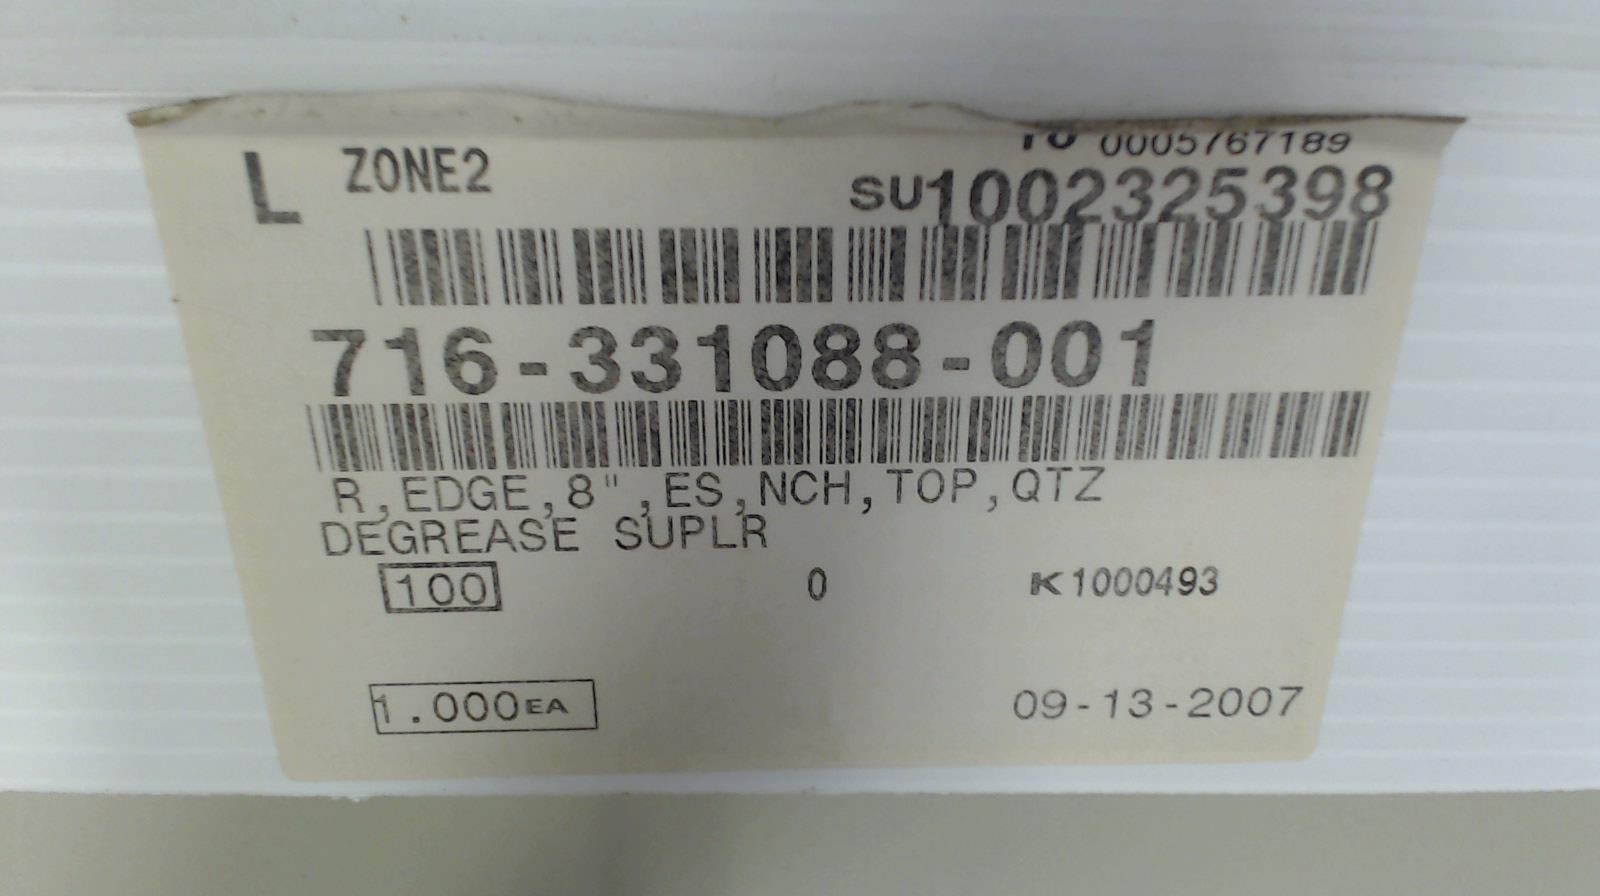 TO 0005767189
L ZONE2 SU1002325398
716-331088-001
R,EDGE,8",ES,NCH,TOP,QTZ
DEGREASE SUPLR
100 0 K1000493
1.000EA 09-13-2007